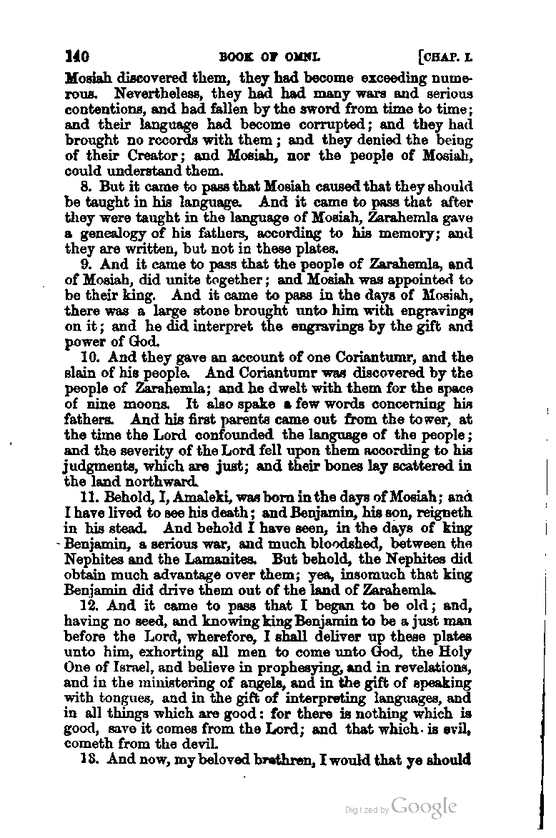 140 BOOK OF OMNI. [CHAP. I.
Mosiah discovered them, they had become exceeding nume-
rous. Nevertheless, they had had many wars and serious
contentions, and had fallen by the sword from time to time;
and their language had become corrupted; and they had
brought no records with them; and they denied the being
of their Creator; and Mosiah, nor the people of Mosiah,
could understand them.
8. But it came to pass that Mosiah caused that they should
be taught in his language. And it came to pass that after
they were taught in the language of Mosiah, Zarahemla gave
a genealogy of his fathers, according to his memory; and
they are written, but not in these plates.
9. And it came to pass that the people of Zarahemla, and
of Mosiah, did unite together; and Mosiah was appointed to
be their king. And it came to pass in the days of Mosiah,
there was a large stone brought unto him with engravings
on it; and he did interpret the engravings by the gift and
power of God.
10. And they gave an account of one Coriantumr, and the
slain of his people. And Coriantumr was discovered by the
people of Zarahemla; and he dwelt with them for the space
of nine moons. It also spake a few words concerning his
fathers. And his first parents came out from the tower, at
the time the Lord confounded the language of the people;
and the severity of the Lord fell upon them according to his
judgments, which are just; and their bones lay scattered in
the land northward.
11. Behold, I, Amaleki, was born in the days of Mosiah; and
I have lived to see his death; and Benjamin, his son, reigneth
in his stead. And behold I have seen, in the days of king
Benjamin, a serious war, and much bloodshed, between the
Nephites and the Lamanites. But behold, the Nephites did
obtain much advantage over them; yea, insomuch that king
Benjamin did drive them out of the land of Zarahemla.
12. And it came to pass that I began to be old; and,
having no seed, and knowing king Benjamin to be a just man
before the Lord, wherefore, I shall deliver up these plates
unto him, exhorting all men to come unto God, the Holy
One of Israel, and believe in prophesying, and in revelations,
and in the ministering of angels, and in the gift of speaking
with tongues, and in the gift of interpreting languages, and
in all things which are good: for there is nothing which is
good, save it comes from the Lord; and that which is evil,
cometh from the devil.
13. And now, my beloved brethren, I would that ye should
Digitized by Google